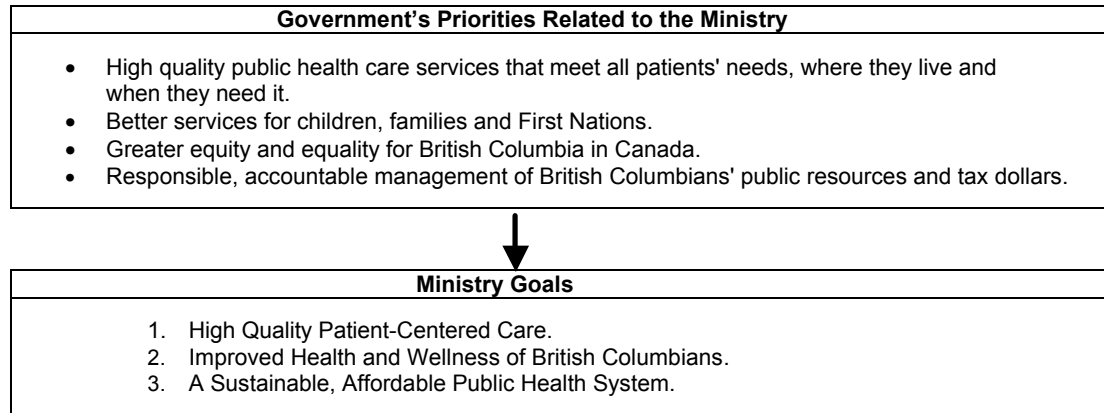 Government's Priorities Related to the Ministry
• High quality public health care services that meet all patients' needs, where they live and
when they need it.
• Better services for children, families and First Nations.
• Greater equity and equality for British Columbia in Canada.
• Responsible, accountable management of British Columbians' public resources and tax dollars.
Ministry Goals
1. High Quality Patient-Centered Care.
2. Improved Health and Wellness of British Columbians.
3. A Sustainable, Affordable Public Health System.